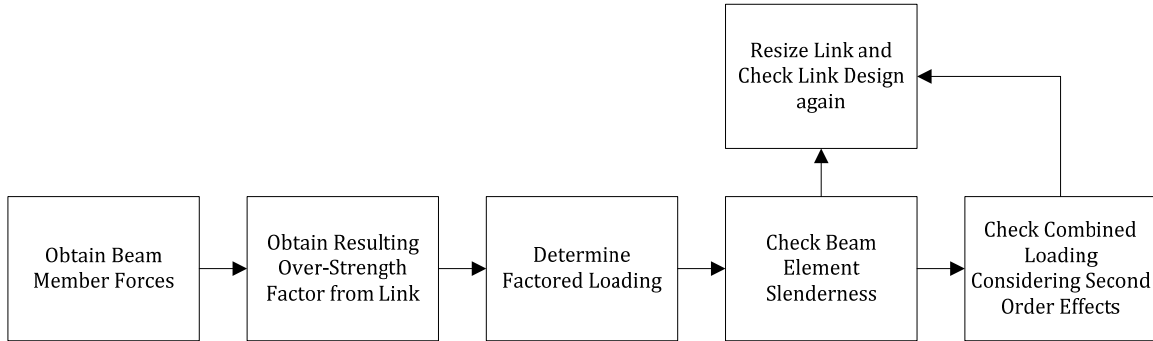 Resize Link and
Check Link Design
again
Obtain Beam
Member Forces
Obtain Resulting
Over-Strength
Factor from Link
Determine
Factored Loading
Check Beam
Element
Slenderness
Check Combined
Loading
Considering Second
Order Effects